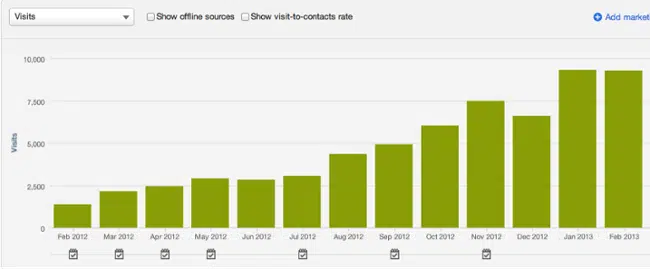 Visits Show offline sources Show visit-to-contacts rate Add market
10,000
7,500
5,000
2,500
0
Visits
Feb 2012 Mar 2012 Apr 2012 May 2012 Jun 2012 Jul 2012 Aug 2012 Sep 2012 Oct 2012 Nov 2012 Dec 2012 Jan 2013 Feb 2013